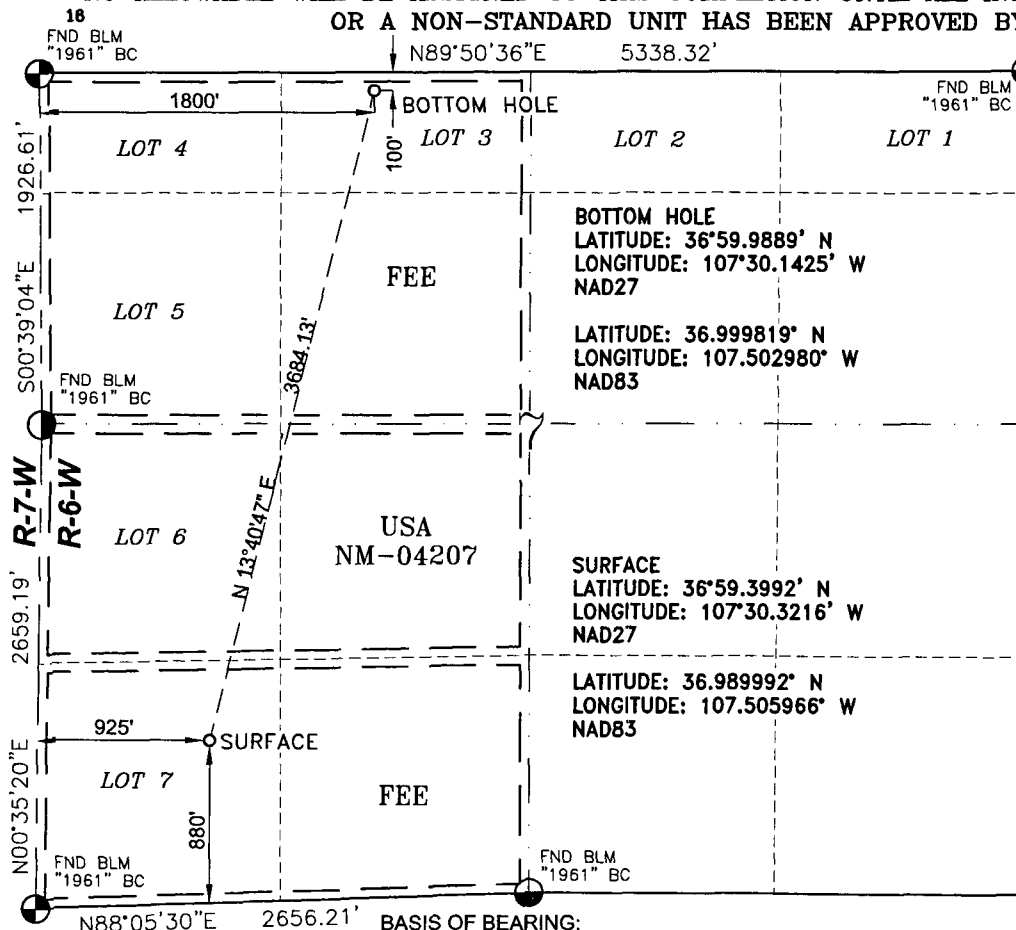 16
OR A NON-STANDARD UNIT HAS BEEN APPROVED BY
FND BLM
"1961" BC
N89°50'36"E 5338.32'
FND BLM
"1961" BC
1800'
BOTTOM HOLE
100'
LOT 4
LOT 3
LOT 2
LOT 1
1926.61'
S00°39'04"E
BOTTOM HOLE
LATITUDE: 36°59.9889' N
LONGITUDE: 107°30.1425' W
NAD27
FEE
LOT 5
LATITUDE: 36.999819° N
LONGITUDE: 107.502980° W
NAD83
3684.13'
FND BLM
"1961" BC
7
R-7-W
R-6-W
LOT 6
N 13°40'47" E
USA
NM-04207
SURFACE
LATITUDE: 36°59.3992' N
LONGITUDE: 107°30.3216' W
NAD27
2659.19'
N00°35'20"E
LATITUDE: 36.989992° N
LONGITUDE: 107.505966° W
NAD83
925'
SURFACE
LOT 7
880'
FEE
FND BLM
"1961" BC
FND BLM
"1961" BC
N88°05'30"E 2656.21'
BASIS OF BEARING: